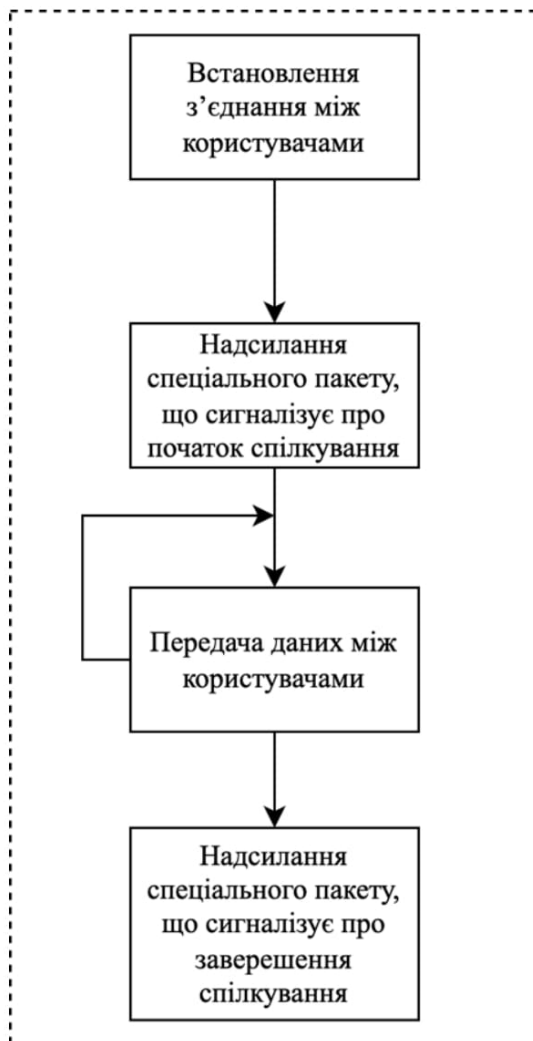 Встановлення
з’єднання між
користувачами
Надсилання
спеціального пакету,
що сигналізує про
початок спілкування
Передача даних між
користувачами
Надсилання
спеціального пакету,
що сигналізує про
заверешення
спілкування